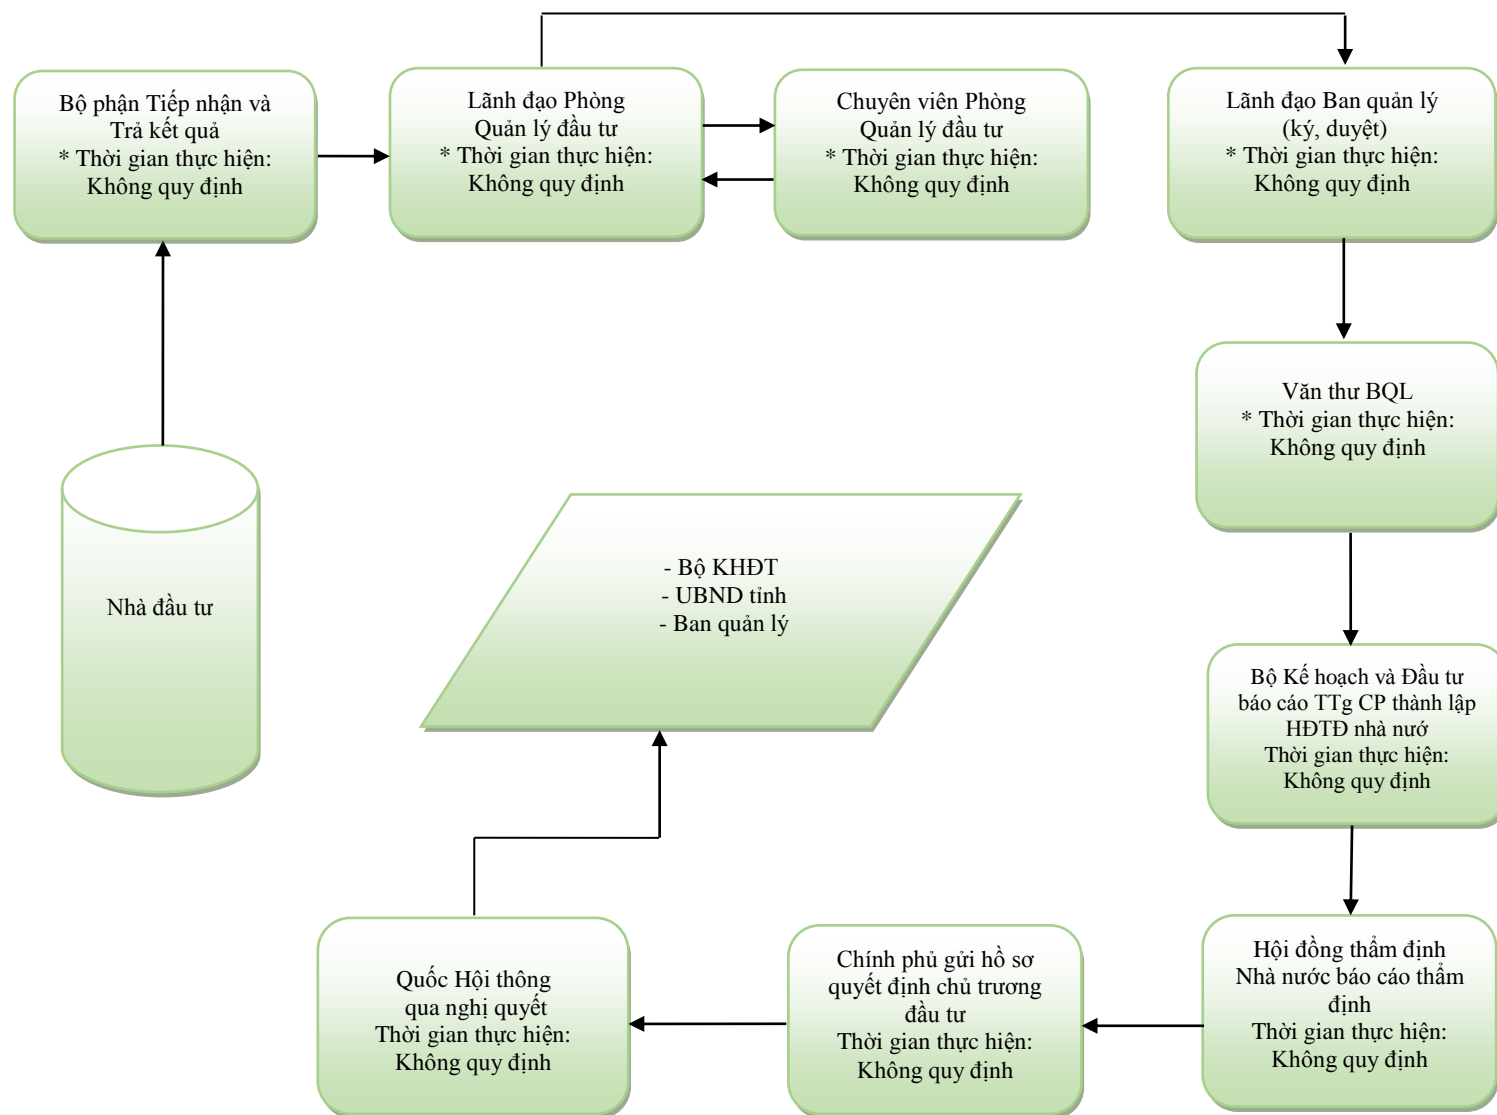 Bộ phận Tiếp nhận và
Trả kết quả
* Thời gian thực hiện:
Không quy định
Lãnh đạo Phòng
Quản lý đầu tư
* Thời gian thực hiện:
Không quy định
Chuyên viên Phòng
Quản lý đầu tư
* Thời gian thực hiện:
Không quy định
Lãnh đạo Ban quản lý
(ký, duyệt)
* Thời gian thực hiện:
Không quy định
Văn thư BQL
* Thời gian thực hiện:
Không quy định
Nhà đầu tư
- Bộ KHĐT
- UBND tỉnh
- Ban quản lý
Bộ Kế hoạch và Đầu tư
báo cáo TTg CP thành lập
HĐTĐ nhà nướ
Thời gian thực hiện:
Không quy định
Hội đồng thẩm định
Nhà nước báo cáo thẩm
định
Thời gian thực hiện:
Không quy định
Chính phủ gửi hồ sơ
quyết định chủ trương
đầu tư
Thời gian thực hiện:
Không quy định
Quốc Hội thông
qua nghị quyết
Thời gian thực hiện:
Không quy định